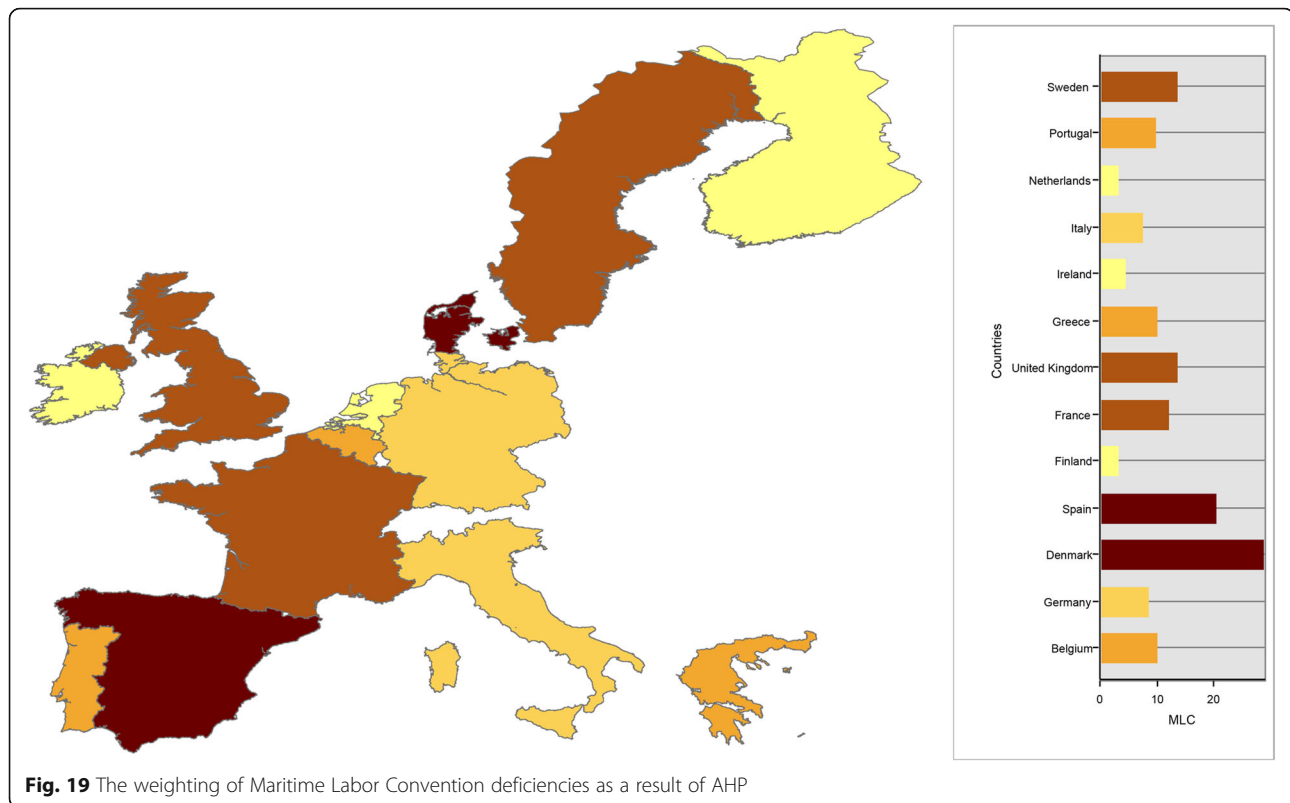 Sweden
Portugal
Netherlands
Italy
Ireland
Greece
United Kingdom
France
Finland
Spain
Denmark
Germany
Belgium
Countries
0 10 20
MLC
Fig. 19 The weighting of Maritime Labor Convention deficiencies as a result of AHP